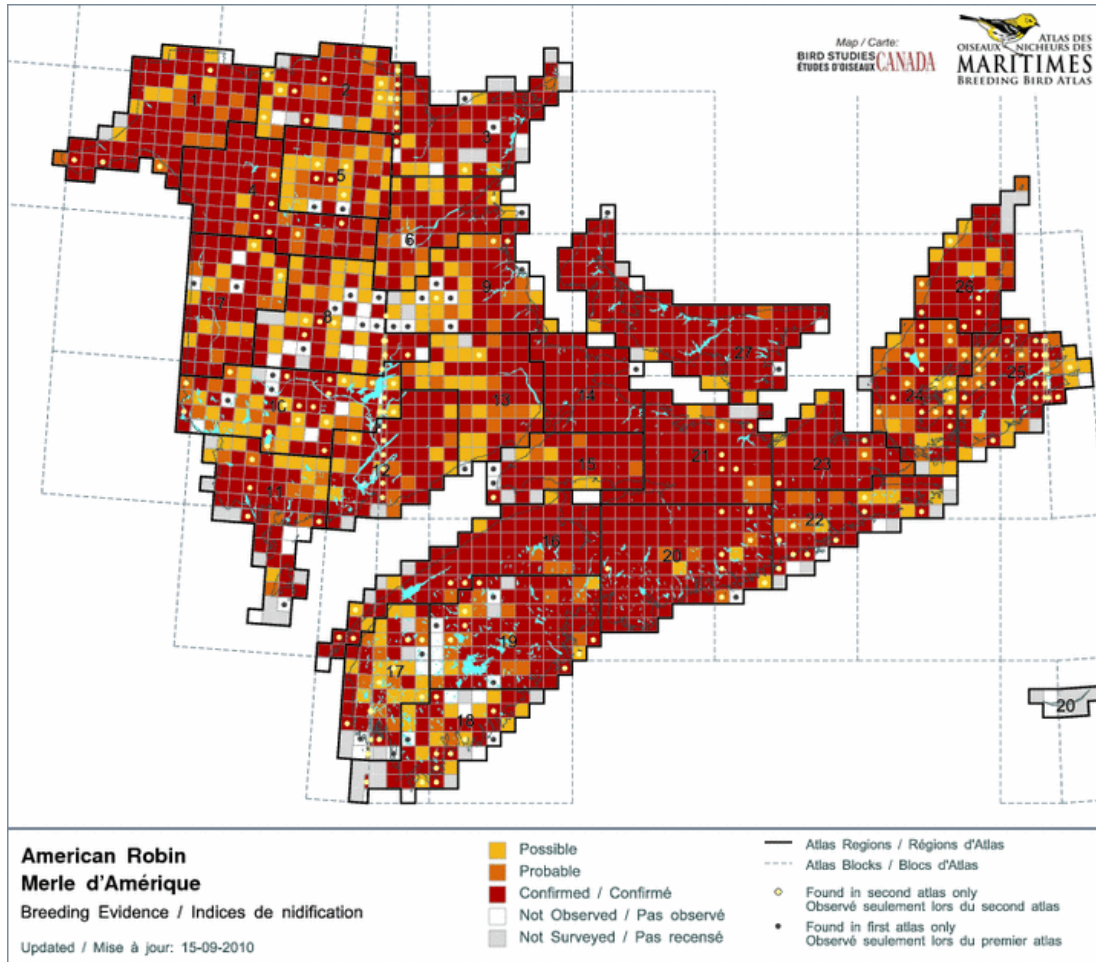 Map / Carte:
BIRD STUDIES
ÉTUDES D'OISEAUX CANADA
ATLAS DES
OISEAUX NICHEURS DES
MARITIMES
BREEDING BIRD ATLAS
1
2
3
4
5
6
7
8
9
10
11
12
13
14
15
16
17
18
19
20
21
22
23
24
25
26
27
20
American Robin
Merle d'Amérique
Breeding Evidence / Indices de nidification
Updated / Mise à jour: 15-09-2010
Possible
Probable
Confirmed / Confirmé
Not Observed / Pas observé
Not Surveyed / Pas recensé
Atlas Regions / Régions d'Atlas
Atlas Blocks / Blocs d'Atlas
Found in second atlas only
Observé seulement lors du second atlas
Found in first atlas only
Observé seulement lors du premier atlas